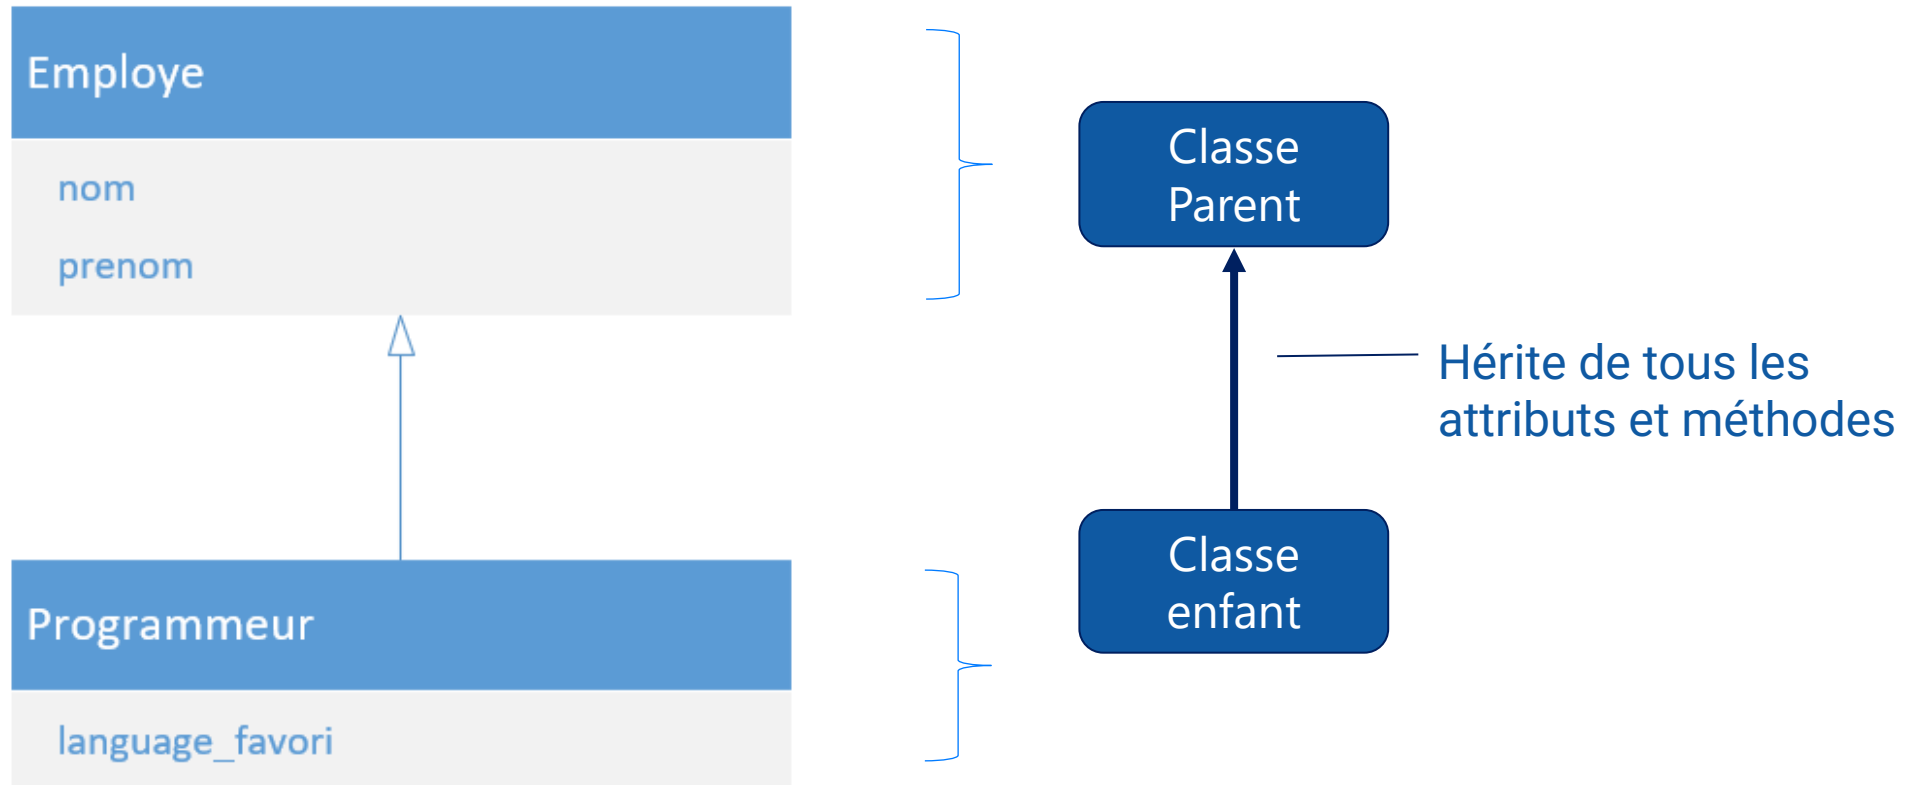 Employe
nom
prenom
Classe
Parent
Hérite de tous les
attributs et méthodes
Programmeur
language_favori
Classe
enfant